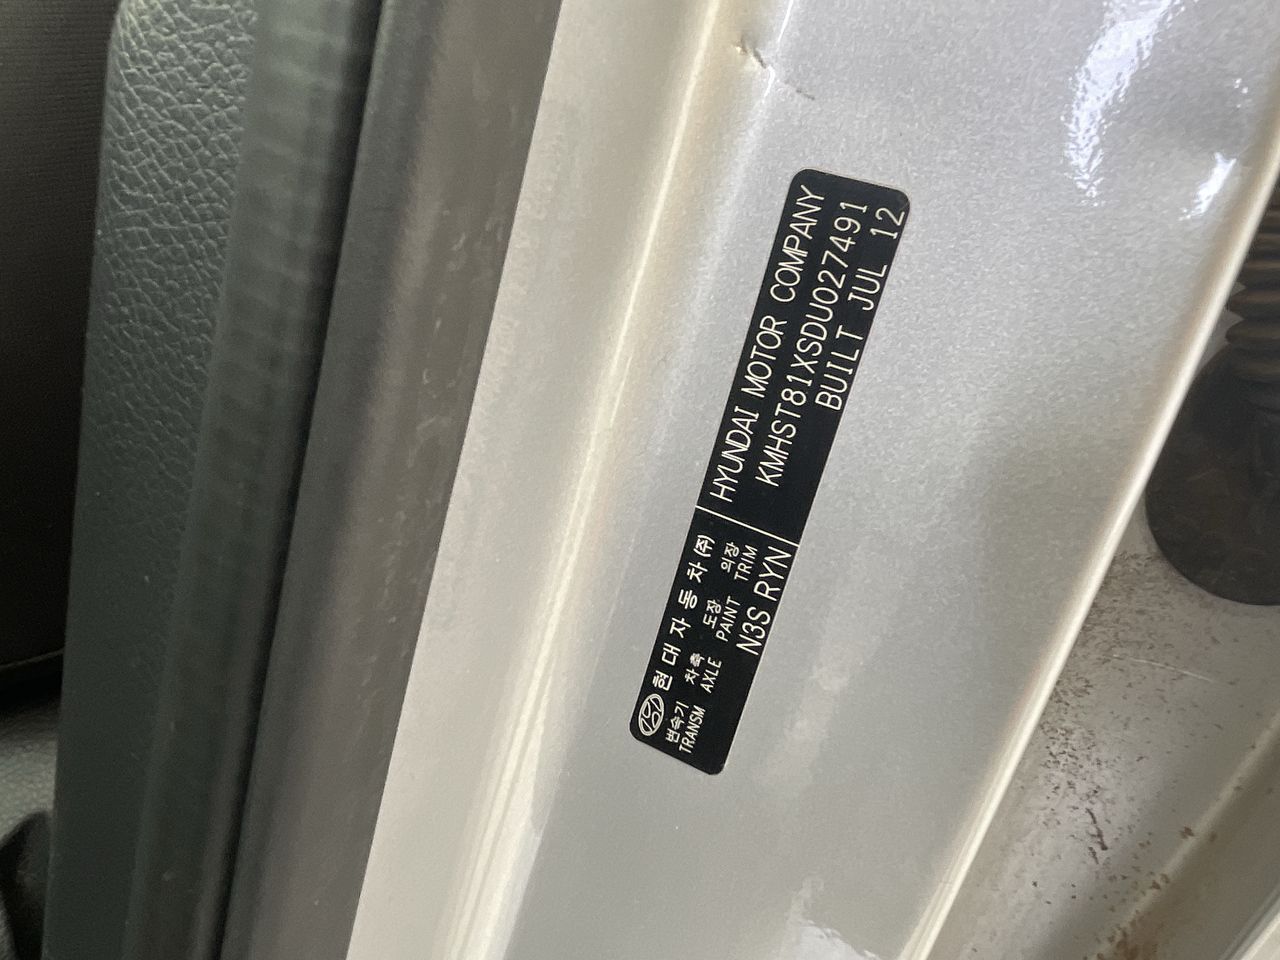 현대자동차(주)
변속기 차축 도장 외장
TRANSM AXLE PAINT TRIM
N3S RYN
HYUNDAI MOTOR COMPANY
KMHST81XSDU027491
BUILT JUL 12